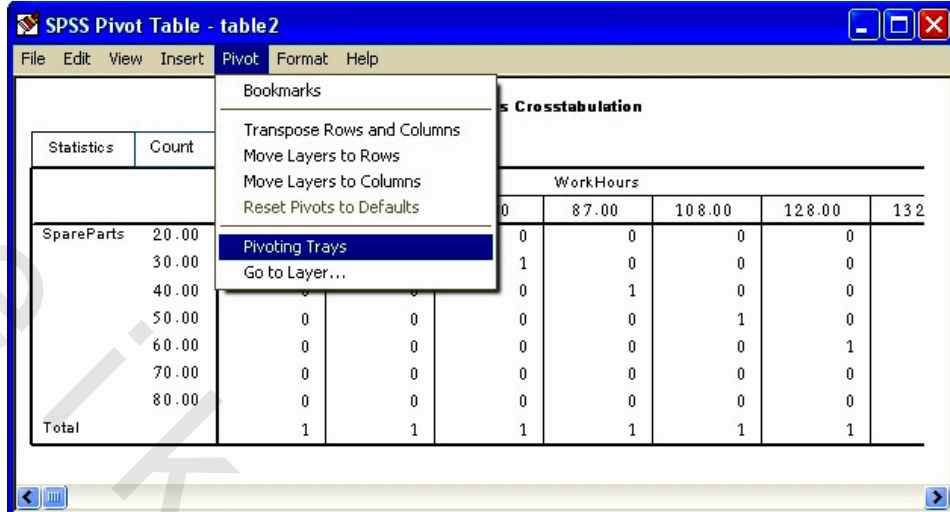 SPSS Pivot Table - table2
File Edit View Insert Pivot Format Help
Bookmarks
Transpose Rows and Columns
Move Layers to Rows
Move Layers to Columns
Reset Pivots to Defaults
Pivoting Trays
Go to Layer...
s Crosstabulation
Statistics Count
WorkHours
0 87.00 108.00 128.00 132
SpareParts 20.00 0 0 0 0
30.00 1 0 0 0
40.00 0 1 0 0
50.00 0 0 0 0 1 0
60.00 0 0 0 0 0 1
70.00 0 0 0 0 0 0
80.00 0 0 0 0 0 0
Total 1 1 1 1 1 1